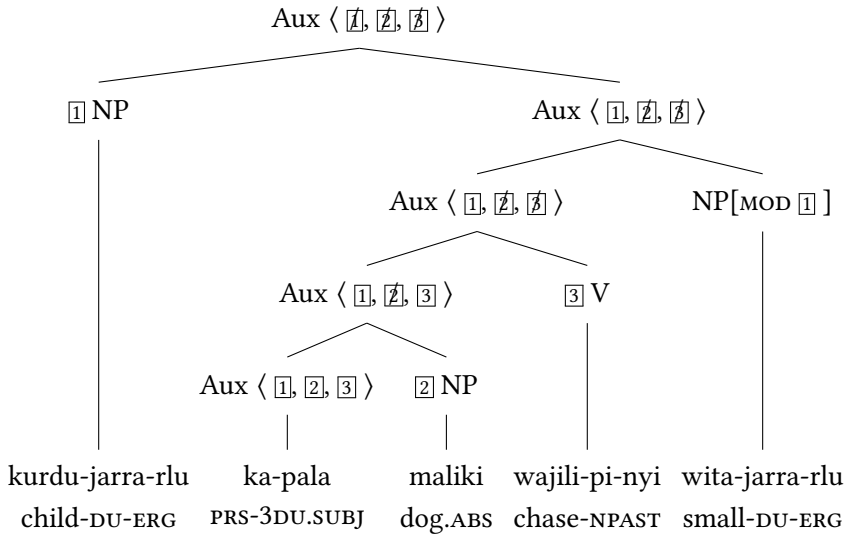 Aux ⟨ 1̸, 2̸, 3̸ ⟩
1 NP
Aux ⟨ 1, 2̸, 3̸ ⟩
Aux ⟨ 1, 2̸, 3̸ ⟩
NP[MOD 1 ]
Aux ⟨ 1, 2̸, 3 ⟩
3 V
Aux ⟨ 1, 2, 3 ⟩
2 NP
kurdu-jarra-rlu ka-pala maliki wajili-pi-nyi wita-jarra-rlu
child-DU-ERG PRS-3DU.SUBJ dog.ABS chase-NPAST small-DU-ERG